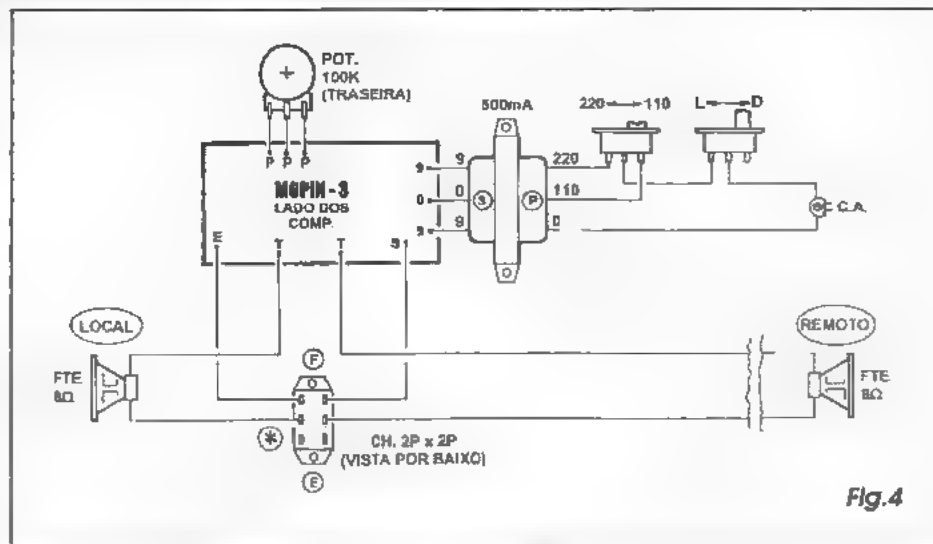 POT.
100K
(TRASEIRA)
500mA
220 110
L D
P P P
MOPIN - 3
LADO DOS
COMP.
9
0
9
9
0
9
S
P
220
110
0
C.A.
E
T
T
S1
LOCAL
REMOTO
FTE
8Ω
FTE
8Ω
F
*
CH. 2P x 2P
(VISTA POR BAIXO)
E
Fig.4